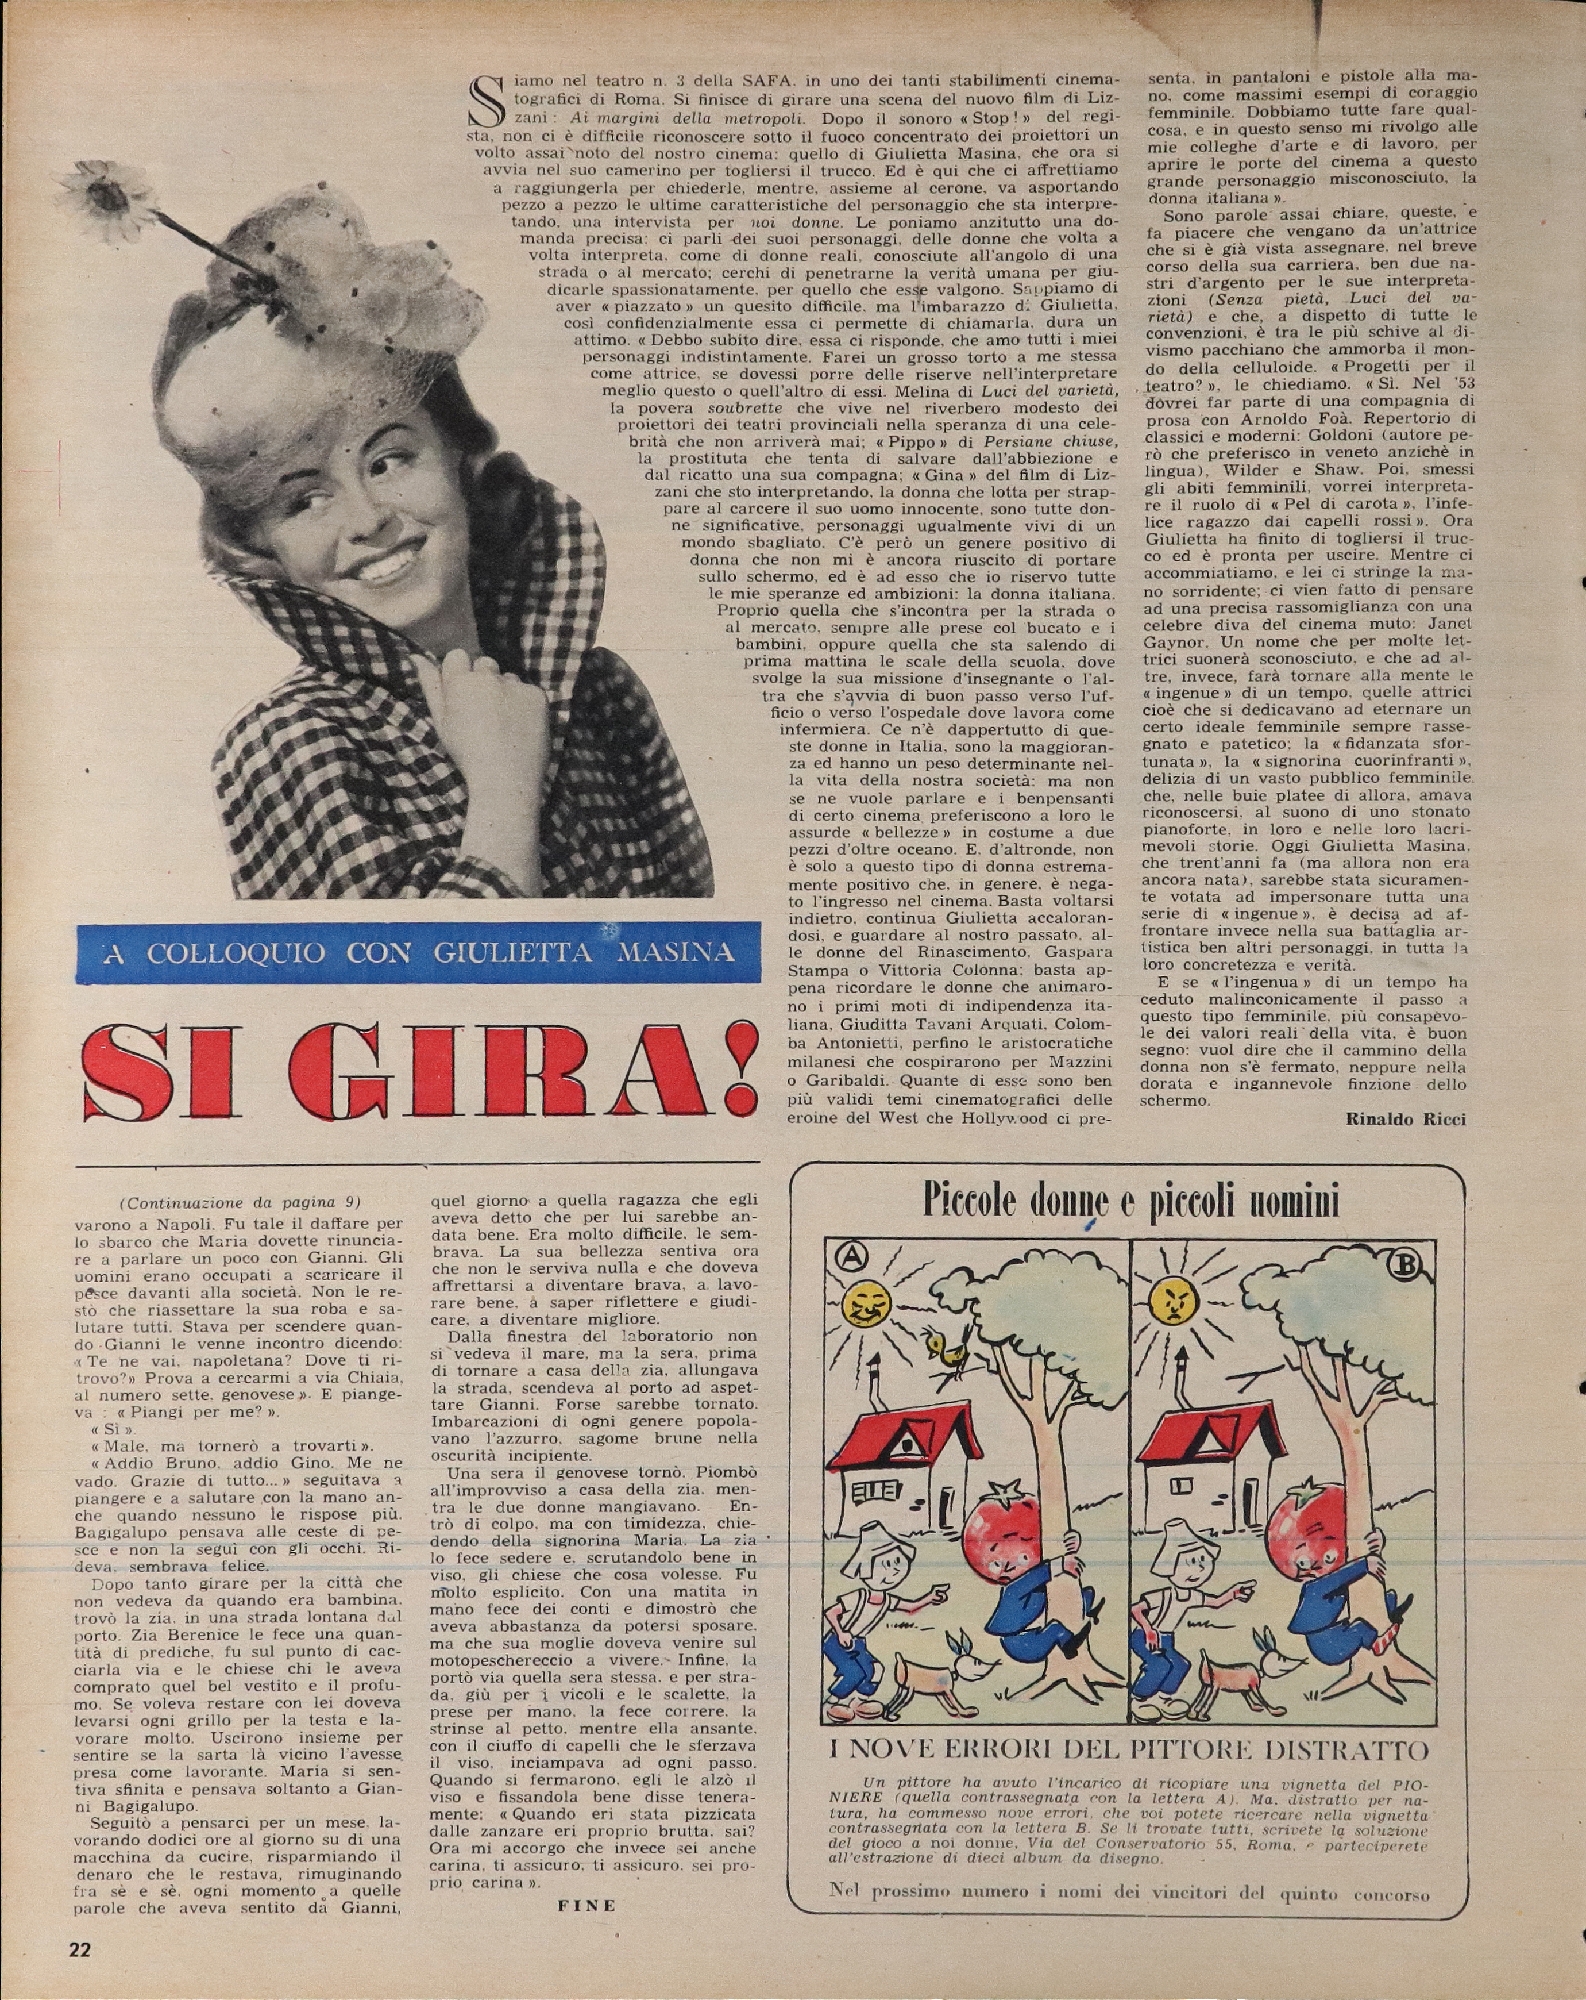 Siamo nel teatro n. 3 della SAFA, in uno dei tanti stabilimenti cinema-
tografici di Roma. Si finisce di girare una scena del nuovo film di Liz-
zani: Ai margini della metropoli. Dopo il sonoro « Stop! » del regi-
sta, non ci è difficile riconoscere sotto il fuoco concentrato dei proiettori un
volto assai noto del nostro cinema: quello di Giulietta Masina, che ora si
avvia nel suo camerino per togliersi il trucco. Ed è qui che ci affrettiamo
a raggiungerla per chiederle, mentre, assieme al cerone, va asportando
pezzo a pezzo le ultime caratteristiche del personaggio che sta interpre-
tando, una intervista per noi donne. Le poniamo anzitutto una do-
manda precisa: ci parli dei suoi personaggi, delle donne che volta a
volta interpreta, come di donne reali, conosciute all'angolo di una
strada o al mercato; cerchi di penetrarne la verità umana per giu-
dicarle spassionatamente, per quello che esse valgono. Sappiamo di
aver « piazzato » un quesito difficile, ma l'imbarazzo di Giulietta,
così confidenzialmente essa ci permette di chiamarla, dura un
attimo. « Debbo subito dire, essa ci risponde, che amo tutti i miei
personaggi indistintamente. Farei un grosso torto a me stessa
come attrice, se dovessi porre delle riserve nell'interpretare
meglio questo o quell'altro di essi. Melina di Luci del varietà,
la povera soubrette che vive nel riverbero modesto dei
proiettori dei teatri provinciali nella speranza di una cele-
brità che non arriverà mai; « Pippo » di Persiane chiuse,
la prostituta che tenta di salvare dall'abbiezione e
dal ricatto una sua compagna; « Gina » del film di Liz-
zani che sto interpretando, la donna che lotta per strap-
pare al carcere il suo uomo innocente, sono tutte don-
ne significative, personaggi ugualmente vivi di un
mondo sbagliato. C'è però un genere positivo di
donna che non mi è ancora riuscito di portare
sullo schermo, ed è ad esso che io riservo tutte
le mie speranze ed ambizioni: la donna italiana.
Proprio quella che s'incontra per la strada o
al mercato, sempre alle prese col bucato e i
bambini, oppure quella che sta salendo di
prima mattina le scale della scuola, dove
svolge la sua missione d'insegnante o l'al-
tra che s'avvia di buon passo verso l'uf-
ficio o verso l'ospedale dove lavora come
infermiera. Ce n'è dappertutto di que-
ste donne in Italia, sono la maggioran-
za ed hanno un peso determinante nel-
la vita della nostra società: ma non
se ne vuole parlare e i benpensanti
di certo cinema preferiscono a loro le
assurde « bellezze » in costume a due
pezzi d'oltre oceano. E, d'altronde, non
è solo a questo tipo di donna estrema-
mente positivo che, in genere, è nega-
to l'ingresso nel cinema. Basta voltarsi
indietro, continua Giulietta accaloran-
dosi, e guardare al nostro passato, al-
le donne del Rinascimento, Gaspara
Stampa o Vittoria Colonna: basta ap-
pena ricordare le donne che animaro-
no i primi moti di indipendenza ita-
liana, Giuditta Tavani Arquati, Colom-
ba Antonietti, perfino le aristocratiche
milanesi che cospirarono per Mazzini
o Garibaldi. Quante di esse sono ben
più validi temi cinematografici delle
eroine del West che Hollywood ci pre-
senta, in pantaloni e pistole alla ma-
no, come massimi esempi di coraggio
femminile. Dobbiamo tutte fare qual-
cosa, e in questo senso mi rivolgo alle
mie colleghe d'arte e di lavoro, per
aprire le porte del cinema a questo
grande personaggio misconosciuto, la
donna italiana ».
Sono parole assai chiare, queste, e
fa piacere che vengano da un'attrice
che si è già vista assegnare, nel breve
corso della sua carriera, ben due na-
stri d'argento per le sue interpreta-
zioni (Senza pietà, Luci del va-
rietà) e che, a dispetto di tutte le
convenzioni, è tra le più schive al di-
vismo pacchiano che ammorba il mon-
do della celluloide. « Progetti per il
teatro? », le chiediamo. « Sì. Nel '53
dovrei far parte di una compagnia di
prosa con Arnoldo Foà. Repertorio di
classici e moderni: Goldoni (autore pe-
rò che preferisco in veneto anzichè in
lingua), Wilder e Shaw. Poi, smessi
gli abiti femminili, vorrei interpreta-
re il ruolo di « Pel di carota », l'infe-
lice ragazzo dai capelli rossi ». Ora
Giulietta ha finito di togliersi il truc-
co ed è pronta per uscire. Mentre ci
accommiatiamo, e lei ci stringe la ma-
no sorridente; ci vien fatto di pensare
ad una precisa rassomiglianza con una
celebre diva del cinema muto: Janet
Gaynor. Un nome che per molte let-
trici suonerà sconosciuto, e che ad al-
tre, invece, farà tornare alla mente le
« ingenue » di un tempo, quelle attrici
cioè che si dedicavano ad eternare un
certo ideale femminile sempre rasse-
gnato e patetico; la « fidanzata sfor-
tunata », la « signorina cuorinfranti »,
delizia di un vasto pubblico femminile,
che, nelle buie platee di allora, amava
riconoscersi, al suono di uno stonato
pianoforte, in loro e nelle loro lacri-
mevoli storie. Oggi Giulietta Masina,
che trent'anni fa (ma allora non era
ancora nata), sarebbe stata sicuramen-
te votata ad impersonare tutta una
serie di « ingenue », è decisa ad af-
frontare invece nella sua battaglia ar-
tistica ben altri personaggi, in tutta la
loro concretezza e verità.
E se « l'ingenua » di un tempo ha
ceduto malinconicamente il passo a
questo tipo femminile, più consapevo-
le dei valori reali della vita, è buon
segno: vuol dire che il cammino della
donna non s'è fermato, neppure nella
dorata e ingannevole finzione dello
schermo.
Rinaldo Ricci
A COLLOQUIO CON GIULIETTA MASINA
SI GIRA!
(Continuazione da pagina 9)
varono a Napoli. Fu tale il daffare per
lo sbarco che Maria dovette rinuncia-
re a parlare un poco con Gianni. Gli
uomini erano occupati a scaricare il
pesce davanti alla società. Non le re-
stò che riassettare la sua roba e sa-
lutare tutti. Stava per scendere quan-
do Gianni le venne incontro dicendo:
« Te ne vai, napoletana? Dove ti ri-
trovo?» Prova a cercarmi a via Chiaia,
al numero sette, genovese ». E piange-
va : « Piangi per me? ».
« Sì ».
« Male, ma tornerò a trovarti ».
« Addio Bruno, addio Gino. Me ne
vado. Grazie di tutto... » seguitava a
piangere e a salutare con la mano an-
che quando nessuno le rispose più.
Bagigalupo pensava alle ceste di pe-
sce e non la seguì con gli occhi. Ri-
deva, sembrava felice.
Dopo tanto girare per la città che
non vedeva da quando era bambina,
trovò la zia, in una strada lontana dal
porto. Zia Berenice le fece una quan-
tità di prediche, fu sul punto di cac-
ciarla via e le chiese chi le aveva
comprato quel bel vestito e il profu-
mo. Se voleva restare con lei doveva
levarsi ogni grillo per la testa e la-
vorare molto. Uscirono insieme per
sentire se la sarta là vicino l'avesse
presa come lavorante. Maria si sen-
tiva sfinita e pensava soltanto a Gian-
ni Bagigalupo.
Seguitò a pensarci per un mese, la-
vorando dodici ore al giorno su di una
macchina da cucire, risparmiando il
denaro che le restava, rimuginando
fra sè e sè, ogni momento a quelle
parole che aveva sentito da Gianni,
quel giorno a quella ragazza che egli
aveva detto che per lui sarebbe an-
data bene. Era molto difficile, le sem-
brava. La sua bellezza sentiva ora
che non le serviva nulla e che doveva
affrettarsi a diventare brava, a lavo-
rare bene, a saper riflettere e giudi-
care, a diventare migliore.
Dalla finestra del laboratorio non
si vedeva il mare, ma la sera, prima
di tornare a casa della zia, allungava
la strada, scendeva al porto ad aspet-
tare Gianni. Forse sarebbe tornato.
Imbarcazioni di ogni genere popola-
vano l'azzurro, sagome brune nella
oscurità incipiente.
Una sera il genovese tornò. Piombò
all'improvviso a casa della zia, men-
tra le due donne mangiavano. En-
trò di colpo, ma con timidezza, chie-
dendo della signorina Maria. La zia
lo fece sedere e, scrutandolo bene in
viso, gli chiese che cosa volesse. Fu
molto esplicito. Con una matita in
mano fece dei conti e dimostrò che
aveva abbastanza da potersi sposare,
ma che sua moglie doveva venire sul
motopeschereccio a vivere. Infine, la
portò via quella sera stessa, e per stra-
da, giù per i vicoli e le scalette, la
prese per mano, la fece correre, la
strinse al petto, mentre ella ansante,
con il ciuffo di capelli che le sferzava
il viso, inciampava ad ogni passo.
Quando si fermarono, egli le alzò il
viso e fissandola bene disse tenera-
mente: « Quando eri stata pizzicata
dalle zanzare eri proprio brutta, sai?
Ora mi accorgo che invece sei anche
carina, ti assicuro, ti assicuro, sei pro-
prio carina ».
FINE
Piccole donne e piccoli uomini
A
B
I NOVE ERRORI DEL PITTORE DISTRATTO
Un pittore ha avuto l'incarico di ricopiare una vignetta del PIO-
NIERE (quella contrassegnata con la lettera A). Ma, distratto per na-
tura, ha commesso nove errori, che voi potete ricercare nella vignetta
contrassegnata con la lettera B. Se li trovate tutti, scrivete la soluzione
del gioco a noi donne, Via del Conservatorio 55, Roma, e parteciperete
all'estrazione di dieci album da disegno.
Nel prossimo numero i nomi dei vincitori del quinto concorso
22